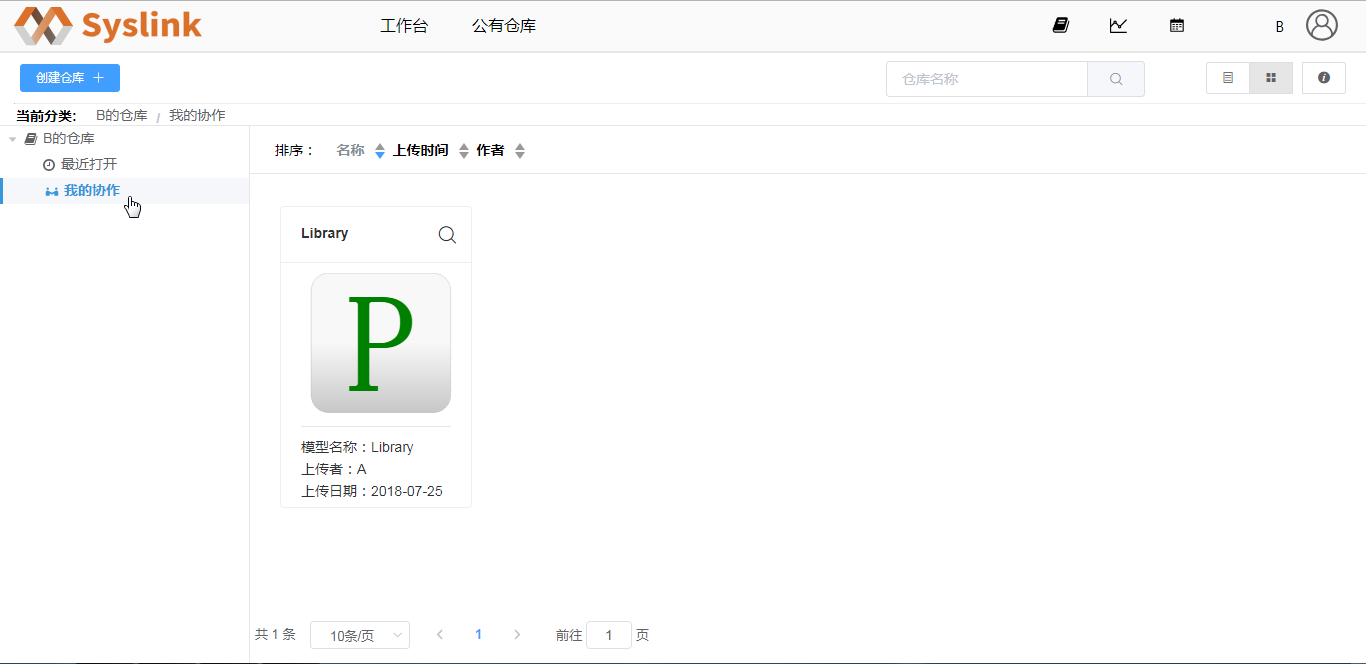 Syslink
工作台
公有仓库
B
创建仓库
仓库名称
当前分类: B的仓库 / 我的协作
B的仓库
最近打开
我的协作
排序： 名称 上传时间 作者
Library
P
模型名称：Library
上传者：A
上传日期：2018-07-25
共 1 条
10条/页
1
前往 1 页